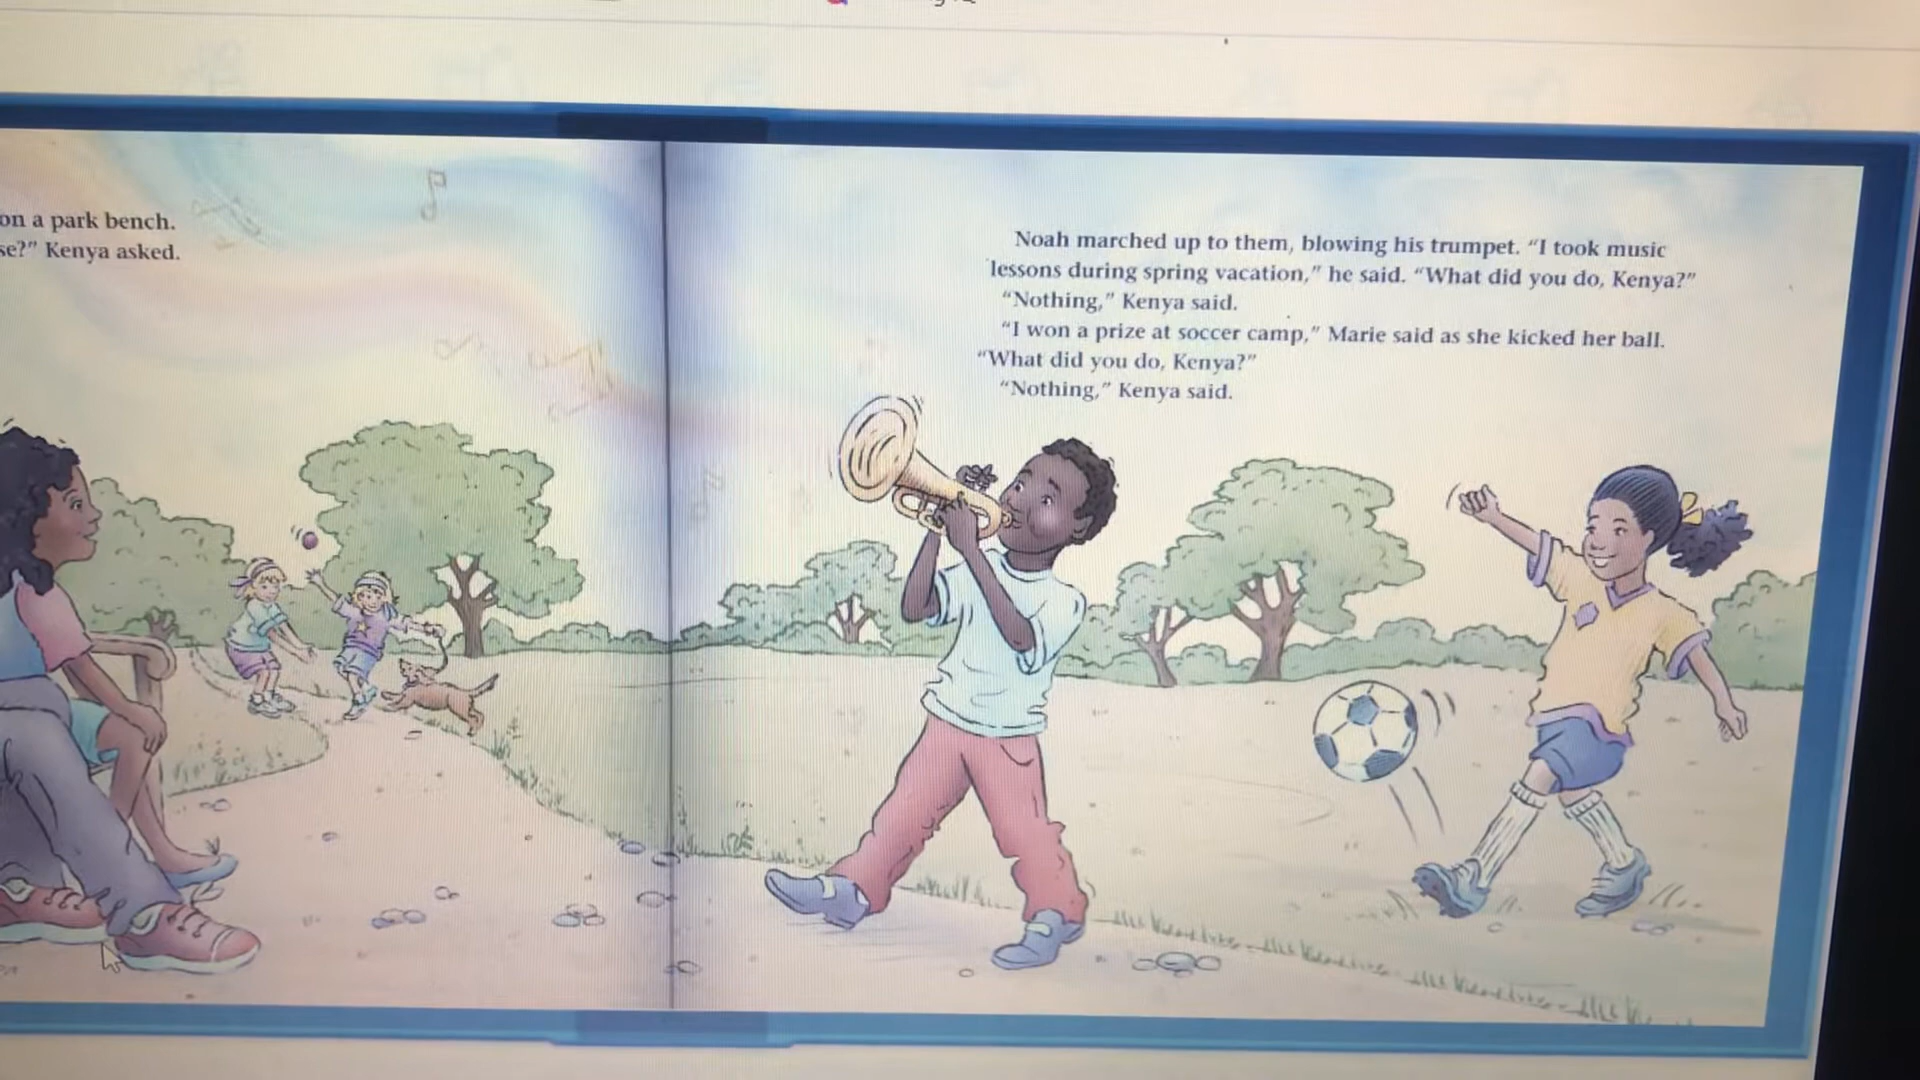 on a park bench.
se?” Kenya asked.
Noah marched up to them, blowing his trumpet. “I took music
lessons during spring vacation,” he said. “What did you do, Kenya?”
“Nothing,” Kenya said.
“I won a prize at soccer camp,” Marie said as she kicked her ball.
“What did you do, Kenya?”
“Nothing,” Kenya said.